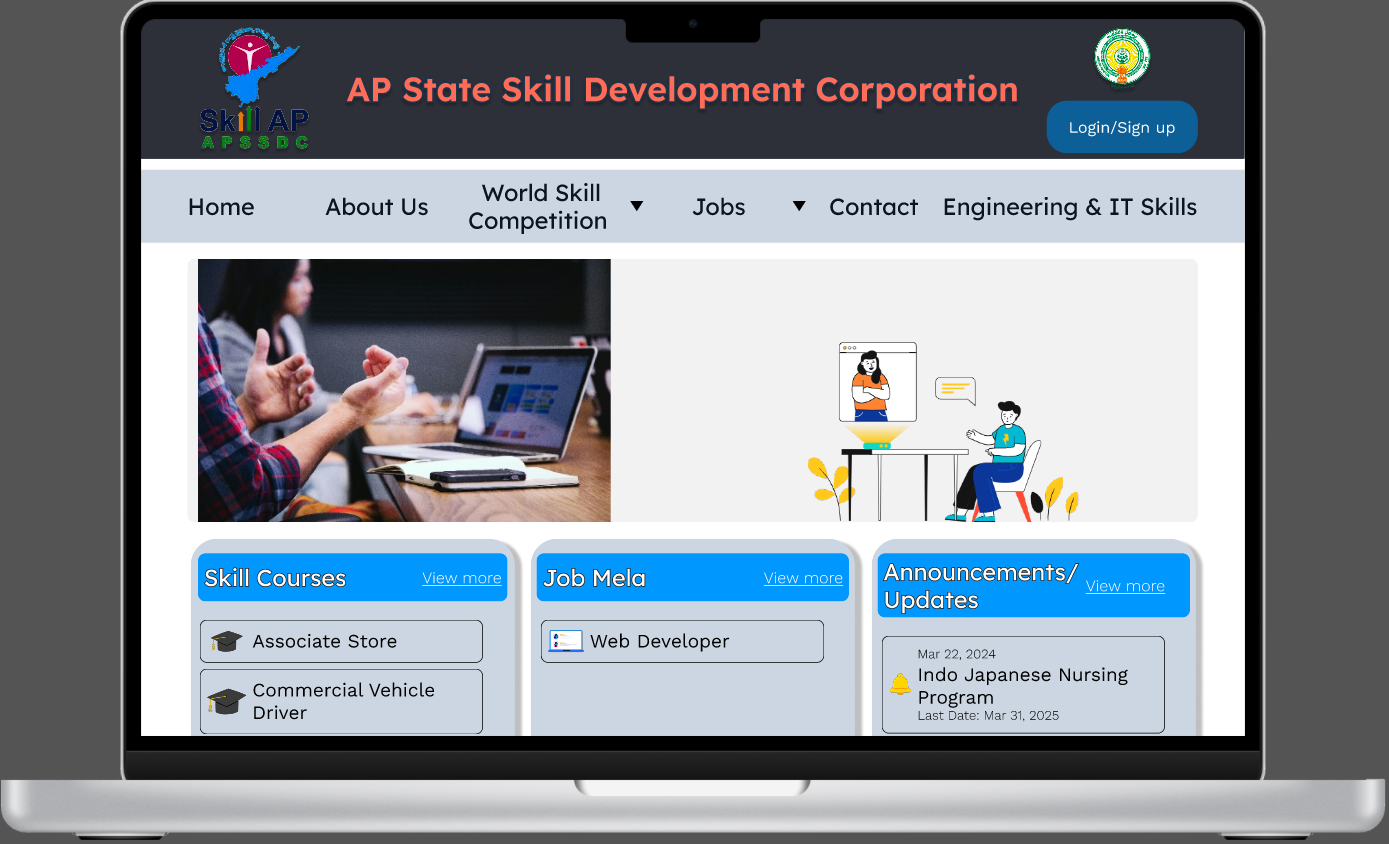 Skill AP
APSSDC
AP State Skill Development Corporation
Login/Sign up
Home
About Us
World Skill
Competition
Jobs
Contact
Engineering & IT Skills
Skill Courses
View more
Associate Store
Commercial Vehicle
Driver
Job Mela
View more
Web Developer
Announcements/
Updates
View more
Mar 22, 2024
Indo Japanese Nursing
Program
Last Date: Mar 31, 2025